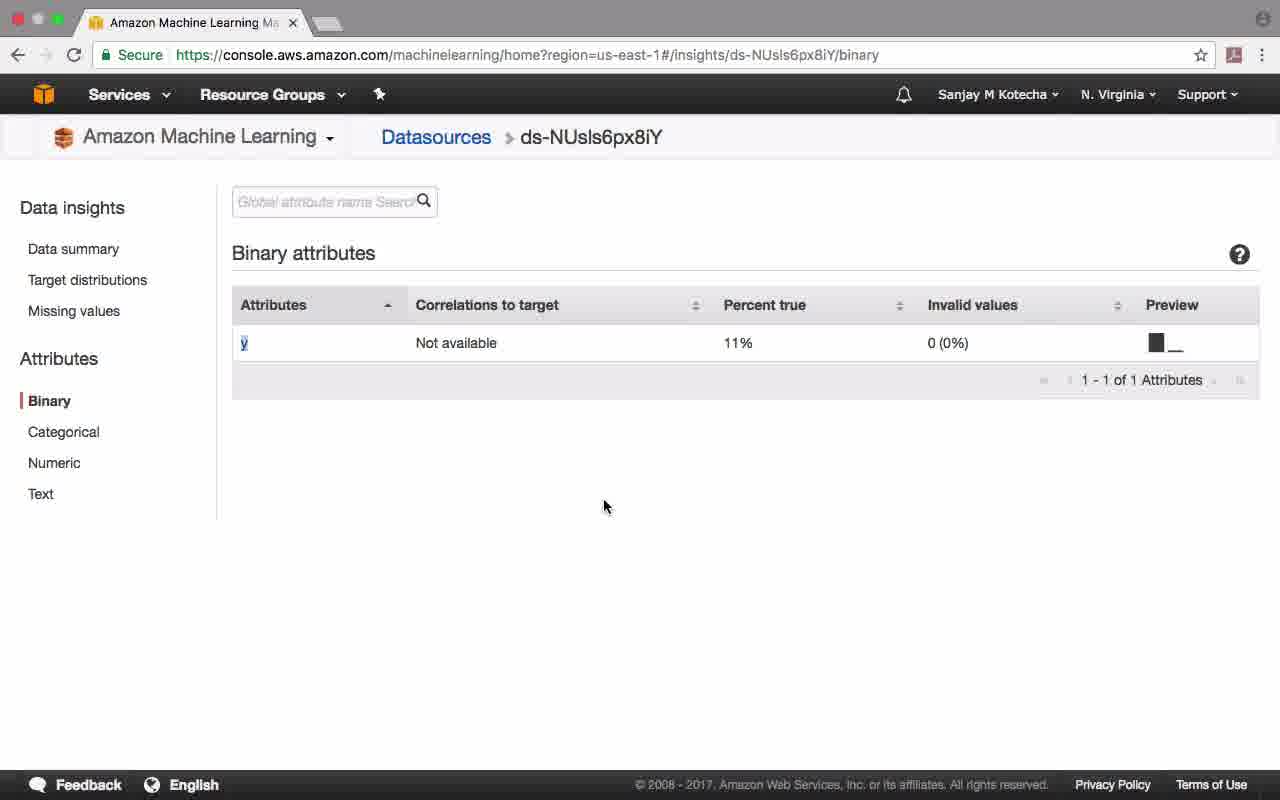 Amazon Machine Learning Ma
Secure https://console.aws.amazon.com/machinelearning/home?region=us-east-1#/insights/ds-NUsls6px8iY/binary
Services Resource Groups Sanjay M Kotecha N. Virginia Support
Amazon Machine Learning Datasources ds-NUsls6px8iY
Data insights
Data summary
Target distributions
Missing values
Attributes
Binary
Categorical
Numeric
Text
Global attribute name Search
Binary attributes
Attributes Correlations to target Percent true Invalid values Preview
y Not available 11% 0 (0%)
« ‹ 1 - 1 of 1 Attributes › »
Feedback English © 2008 - 2017, Amazon Web Services, Inc. or its affiliates. All rights reserved. Privacy Policy Terms of Use